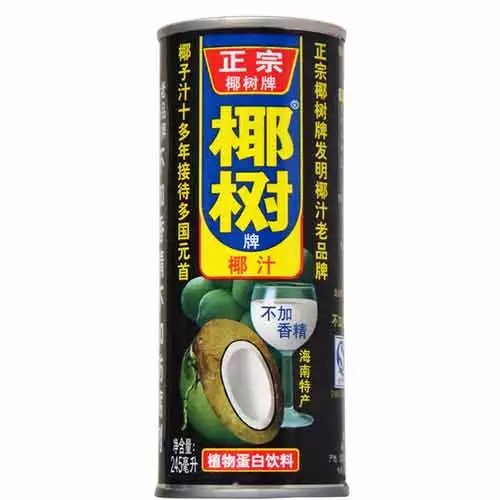 正宗
椰树牌
椰树®
牌
椰汁
椰子汁十多年接待多国元首
正宗椰树牌发明椰汁老品牌
不加
香精
海南特产
净含量:
245毫升
植物蛋白饮料